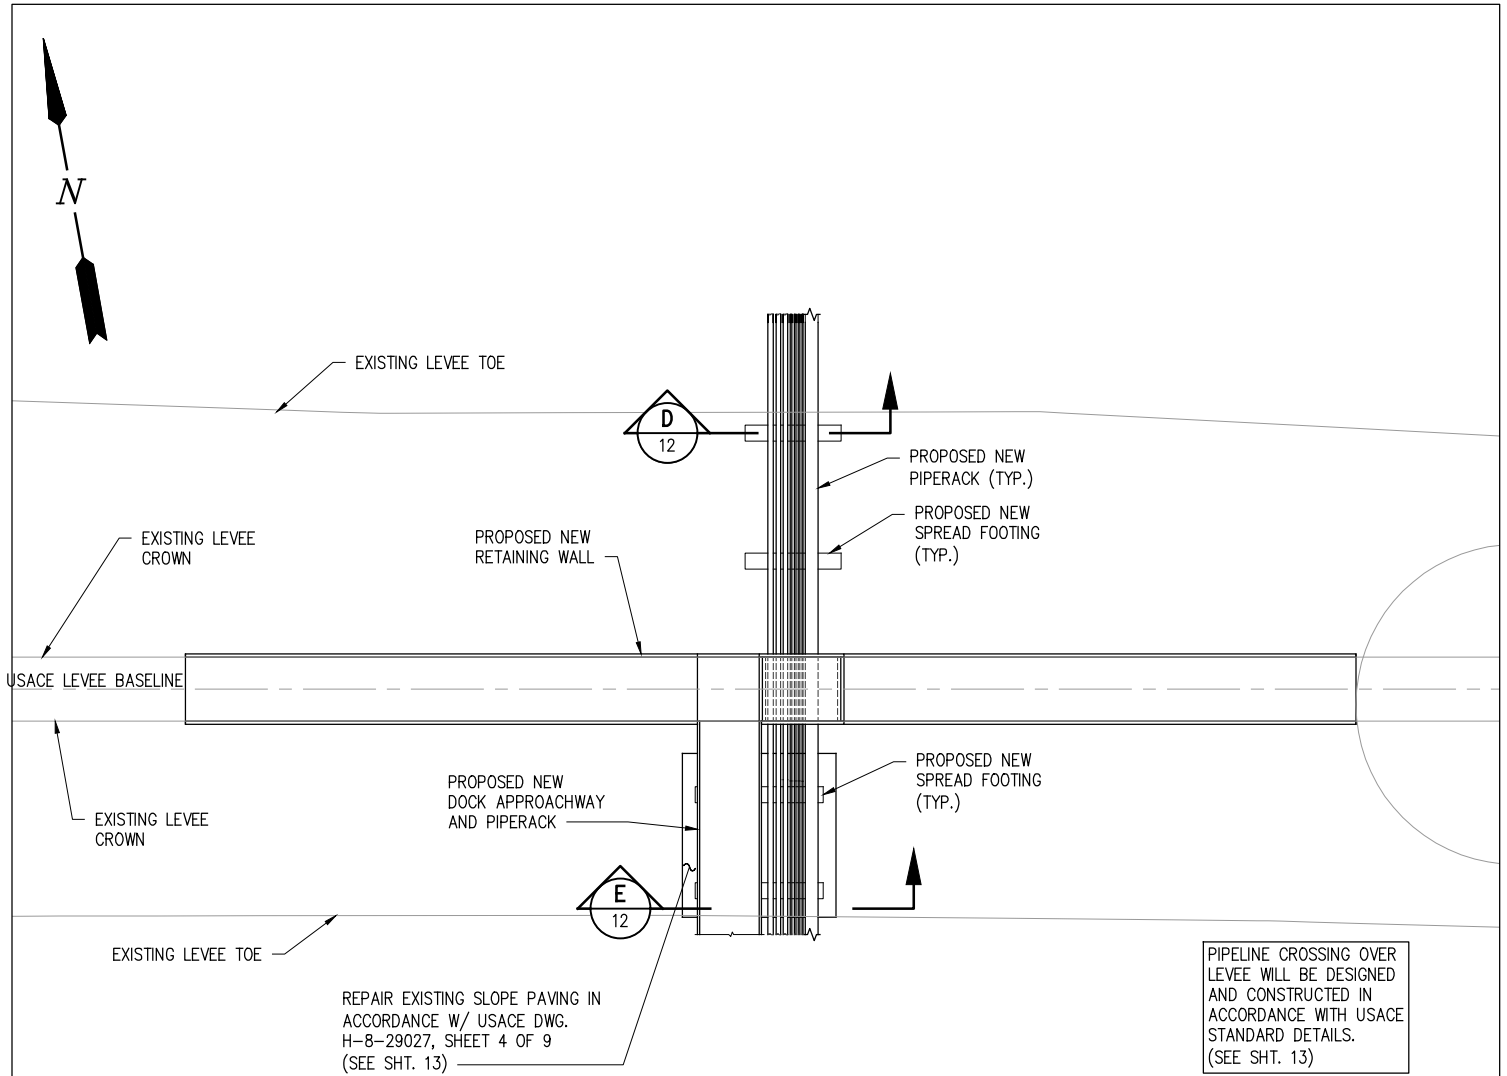 N
EXISTING LEVEE TOE
D
12
PROPOSED NEW
PIPERACK (TYP.)
PROPOSED NEW
SPREAD FOOTING
(TYP.)
EXISTING LEVEE
CROWN
PROPOSED NEW
RETAINING WALL
USACE LEVEE BASELINE
PROPOSED NEW
SPREAD FOOTING
(TYP.)
PROPOSED NEW
DOCK APPROACHWAY
AND PIPERACK
EXISTING LEVEE
CROWN
E
12
EXISTING LEVEE TOE
REPAIR EXISTING SLOPE PAVING IN
ACCORDANCE W/ USACE DWG.
H-8-29027, SHEET 4 OF 9
(SEE SHT. 13)
PIPELINE CROSSING OVER
LEVEE WILL BE DESIGNED
AND CONSTRUCTED IN
ACCORDANCE WITH USACE
STANDARD DETAILS.
(SEE SHT. 13)